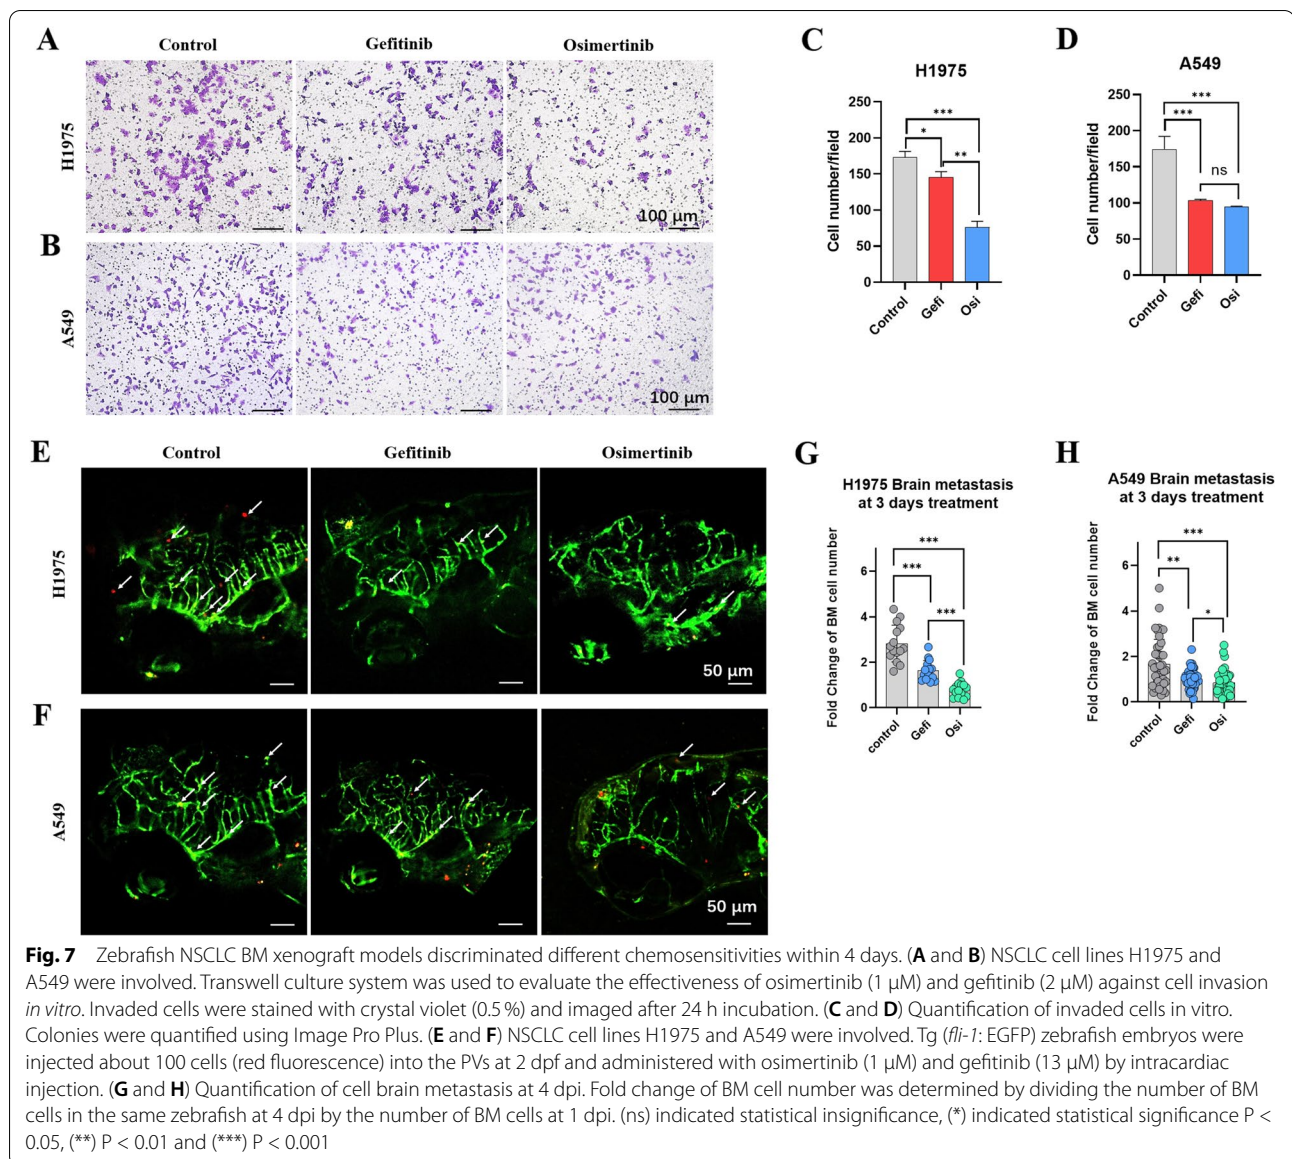 A
Control
Gefitinib
Osimertinib
H1975
100 µm
B
A549
100 µm
C
H1975
Cell number/field
250
200
150
100
50
0
***
*
**
Control
Gefi
Osi
D
A549
Cell number/field
250
200
150
100
50
0
***
***
ns
Control
Gefi
Osi
E
Control
Gefitinib
Osimertinib
H1975
50 µm
F
A549
50 µm
G
H1975 Brain metastasis
at 3 days treatment
Fold Change of BM cell number
6
4
2
0
***
***
***
control
Gefi
Osi
H
A549 Brain metastasis
at 3 days treatment
Fold Change of BM cell number
6
4
2
0
***
**
*
control
Gefi
Osi
Fig. 7 Zebrafish NSCLC BM xenograft models discriminated different chemosensitivities within 4 days. (A and B) NSCLC cell lines H1975 and
A549 were involved. Transwell culture system was used to evaluate the effectiveness of osimertinib (1 µM) and gefitinib (2 µM) against cell invasion
in vitro. Invaded cells were stained with crystal violet (0.5 %) and imaged after 24 h incubation. (C and D) Quantification of invaded cells in vitro.
Colonies were quantified using Image Pro Plus. (E and F) NSCLC cell lines H1975 and A549 were involved. Tg (fli-1: EGFP) zebrafish embryos were
injected about 100 cells (red fluorescence) into the PVs at 2 dpf and administered with osimertinib (1 µM) and gefitinib (13 µM) by intracardiac
injection. (G and H) Quantification of cell brain metastasis at 4 dpi. Fold change of BM cell number was determined by dividing the number of BM
cells in the same zebrafish at 4 dpi by the number of BM cells at 1 dpi. (ns) indicated statistical insignificance, (*) indicated statistical significance P <
0.05, (**) P < 0.01 and (***) P < 0.001